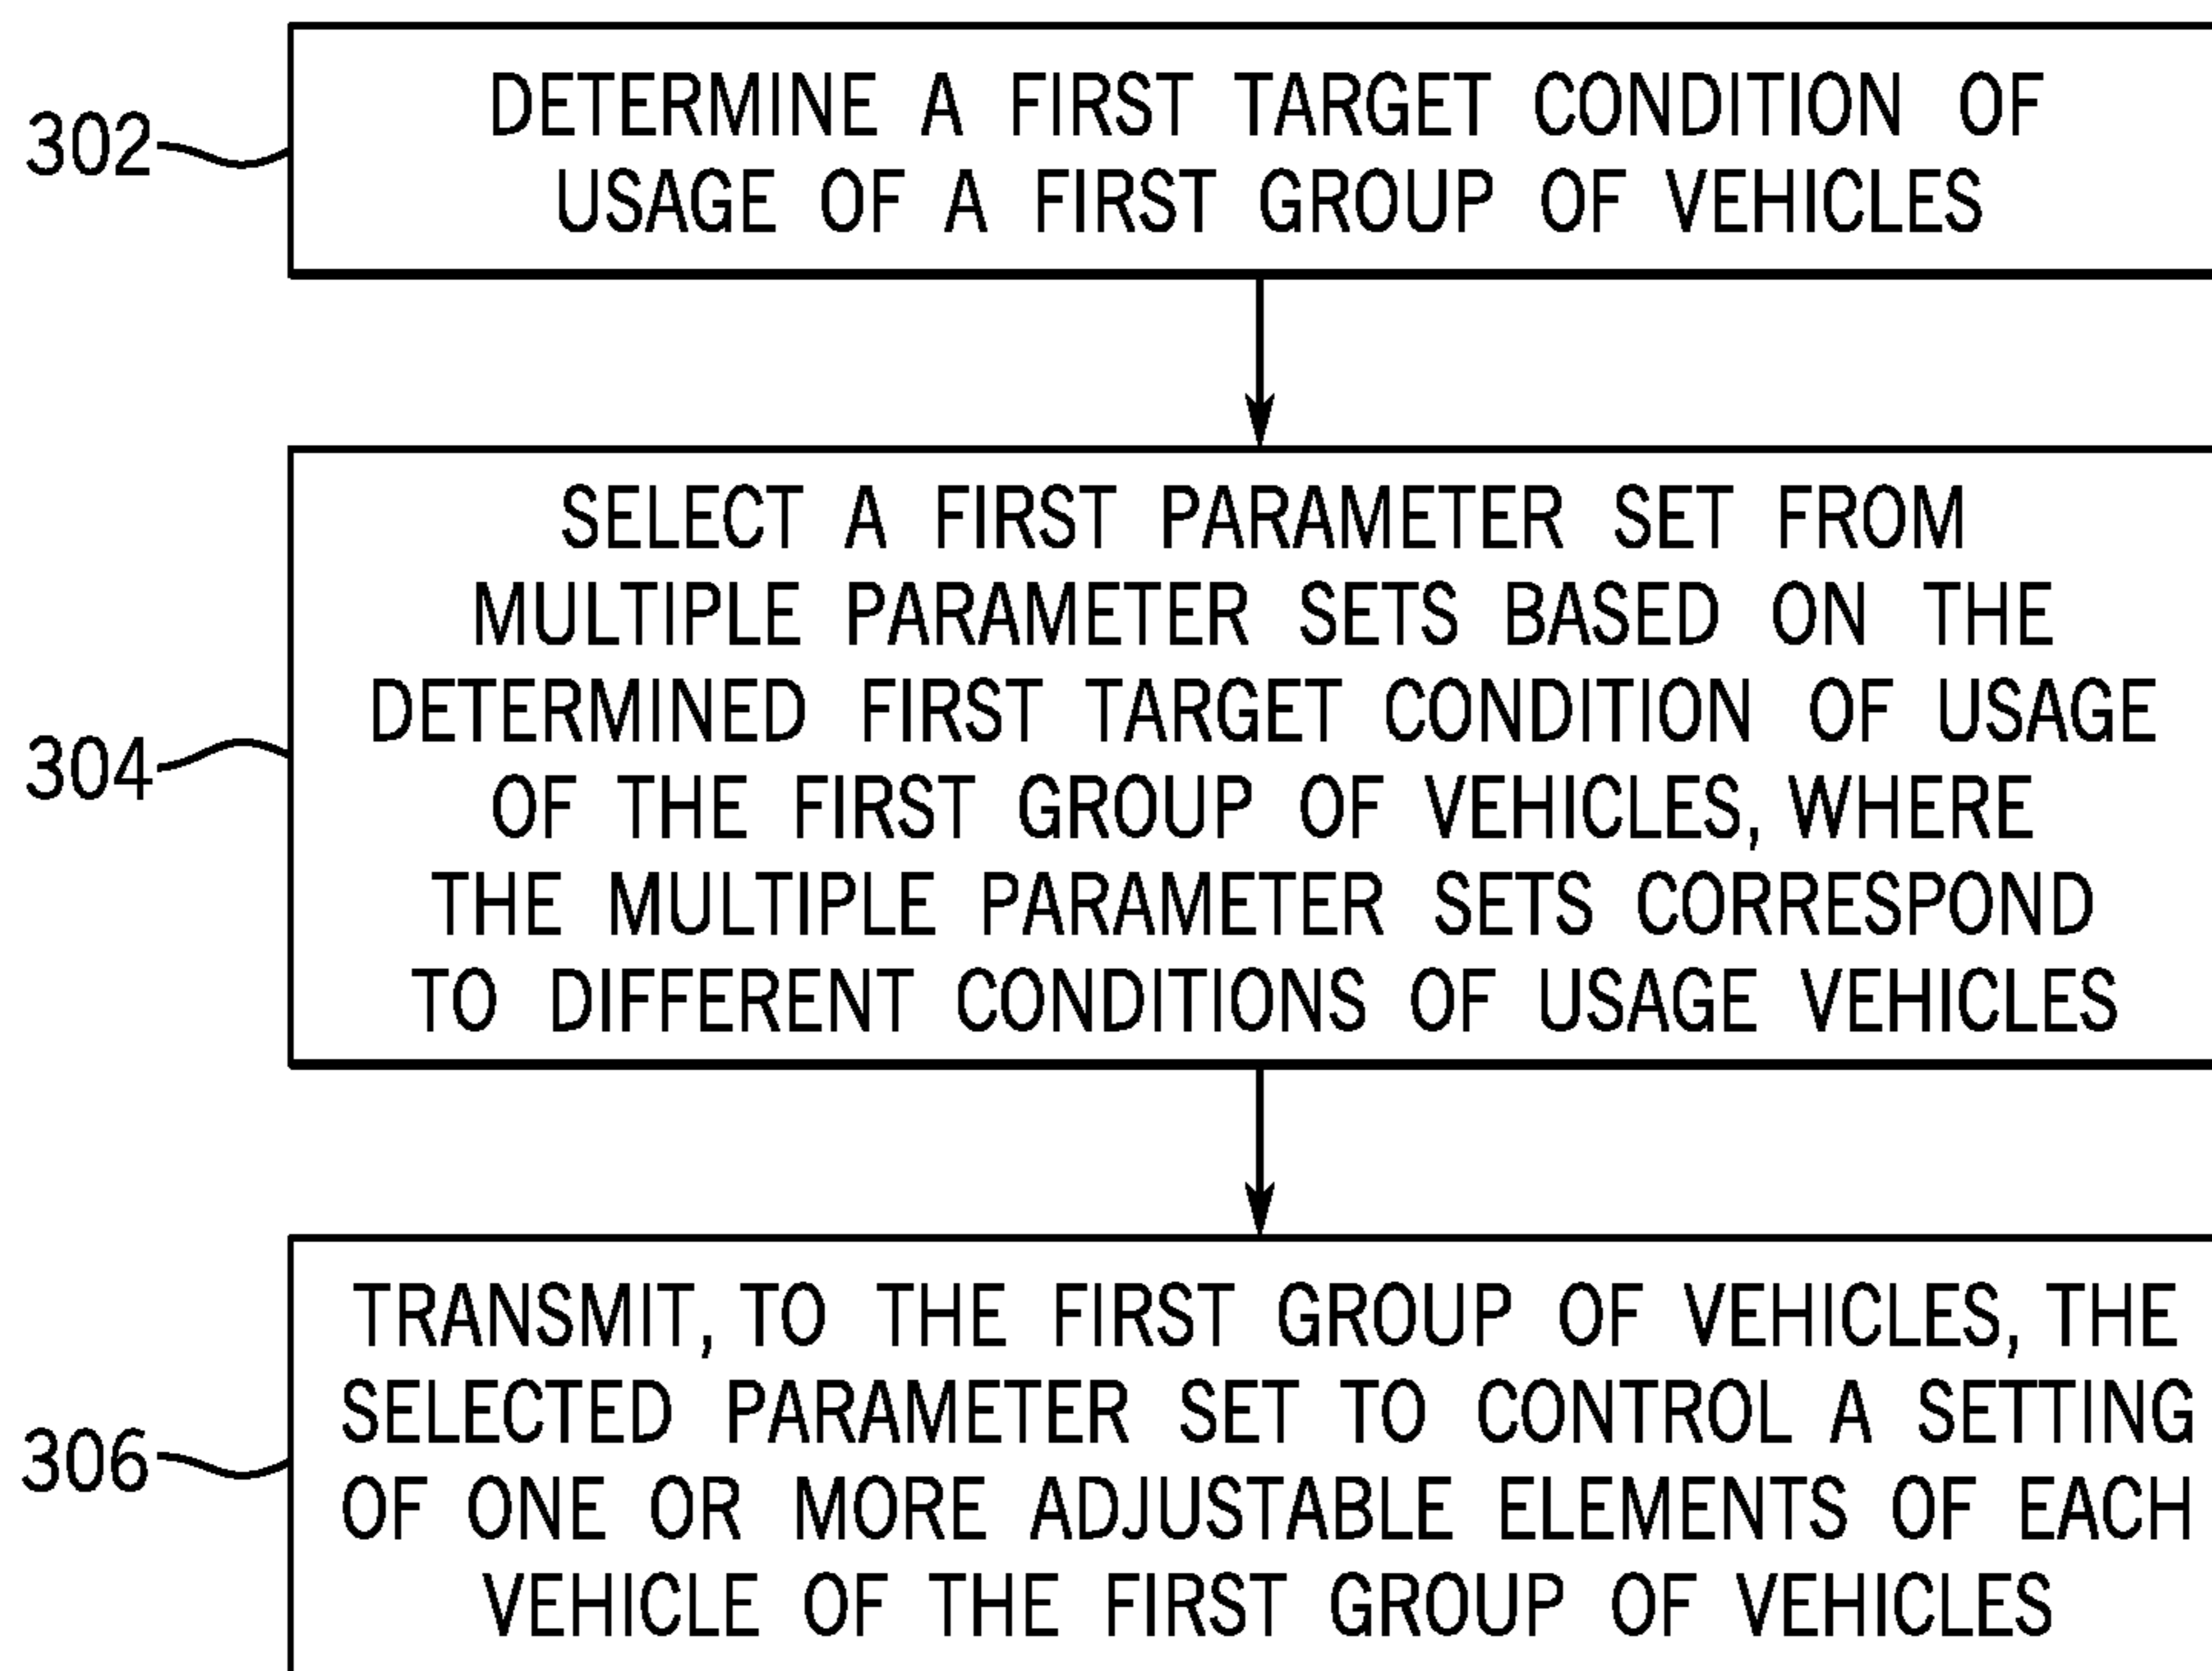 302
DETERMINE A FIRST TARGET CONDITION OF
USAGE OF A FIRST GROUP OF VEHICLES
304
SELECT A FIRST PARAMETER SET FROM
MULTIPLE PARAMETER SETS BASED ON THE
DETERMINED FIRST TARGET CONDITION OF USAGE
OF THE FIRST GROUP OF VEHICLES, WHERE
THE MULTIPLE PARAMETER SETS CORRESPOND
TO DIFFERENT CONDITIONS OF USAGE VEHICLES
306
TRANSMIT, TO THE FIRST GROUP OF VEHICLES, THE
SELECTED PARAMETER SET TO CONTROL A SETTING
OF ONE OR MORE ADJUSTABLE ELEMENTS OF EACH
VEHICLE OF THE FIRST GROUP OF VEHICLES